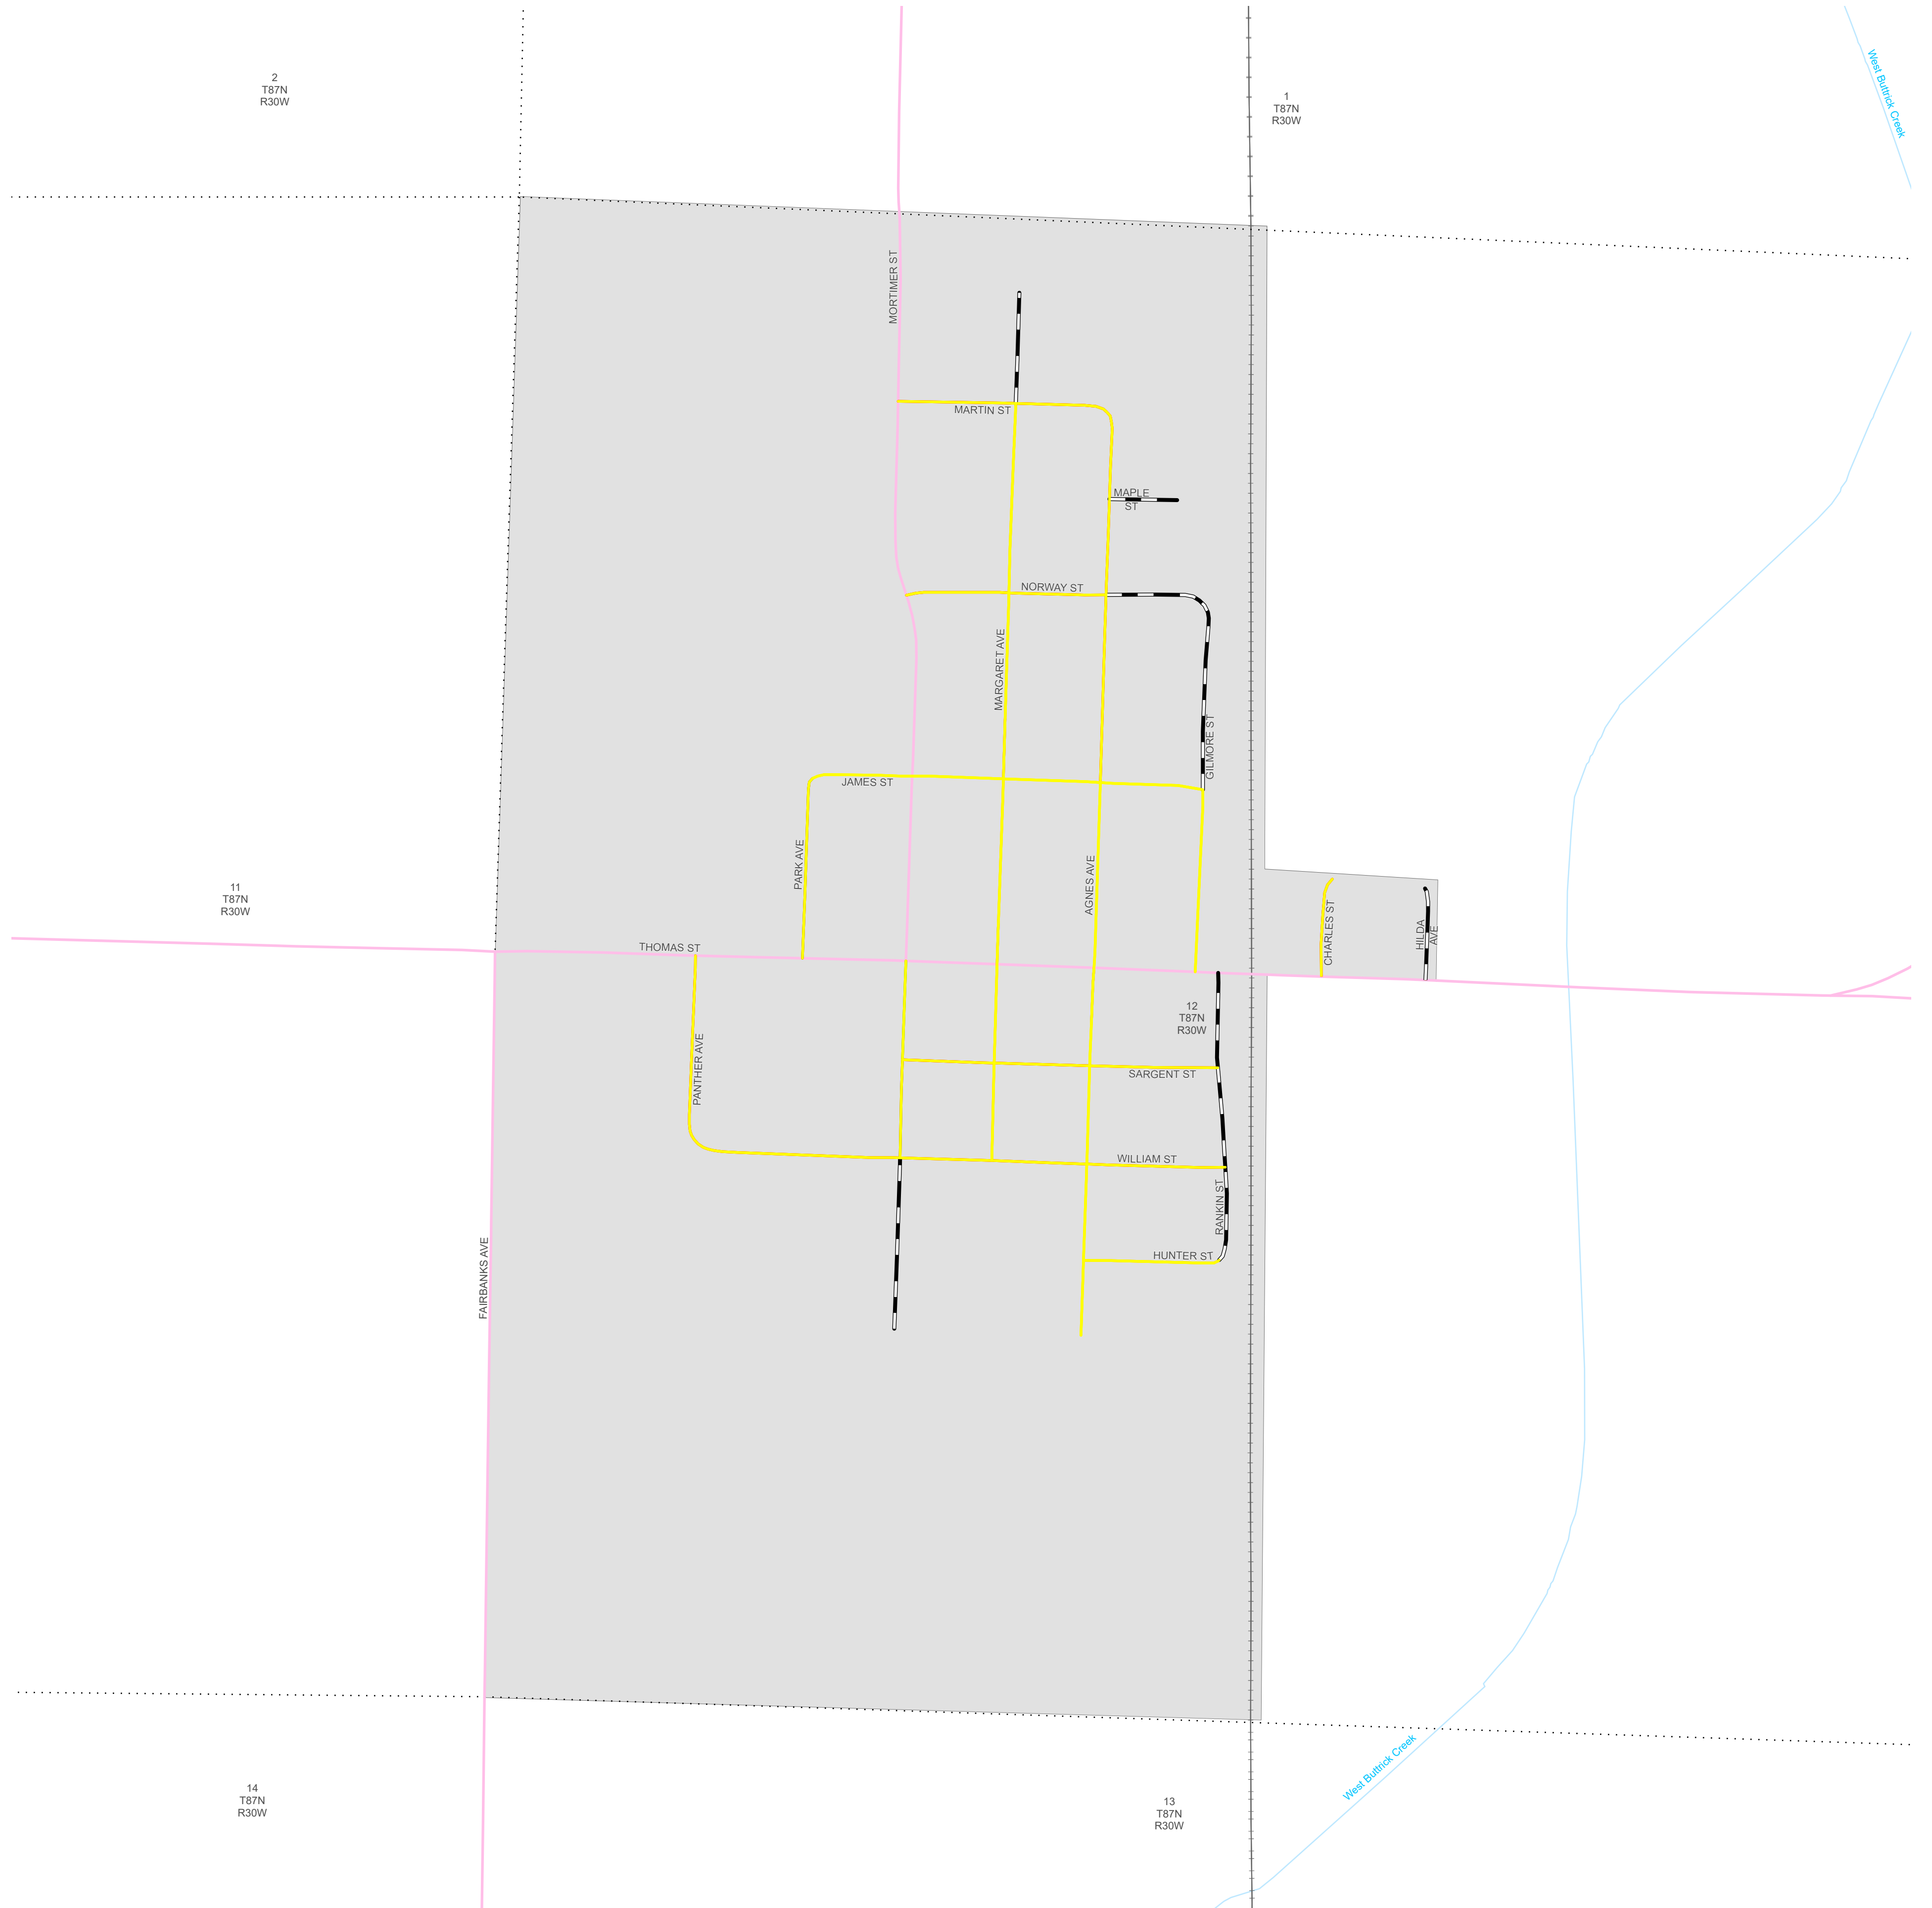 2
T87N
R30W
1
T87N
R30W
West Buttrick Creek
MORTIMER ST
MARTIN ST
MAPLE
ST
NORWAY ST
MARGARET AVE
GILMORE ST
JAMES ST
PARK AVE
AGNES AVE
11
T87N
R30W
CHARLES ST
HILDA
AVE
THOMAS ST
12
T87N
R30W
PANTHER AVE
SARGENT ST
WILLIAM ST
RANKIN ST
HUNTER ST
FAIRBANKS AVE
West Buttrick Creek
14
T87N
R30W
13
T87N
R30W